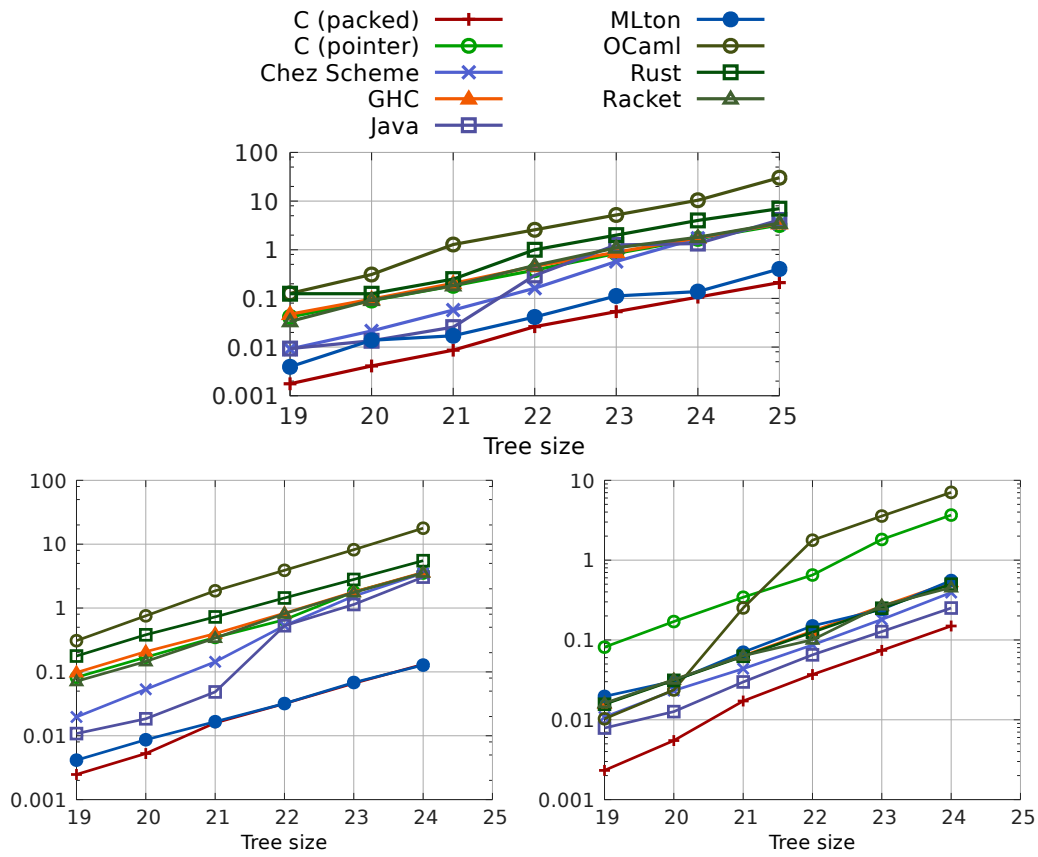 C (packed)
C (pointer)
Chez Scheme
GHC
Java
MLton
OCaml
Rust
Racket
100
10
1
0.1
0.01
0.001
19 20 21 22 23 24 25
Tree size
100
10
1
0.1
0.01
0.001
19 20 21 22 23 24 25
Tree size
10
1
0.1
0.01
0.001
19 20 21 22 23 24 25
Tree size